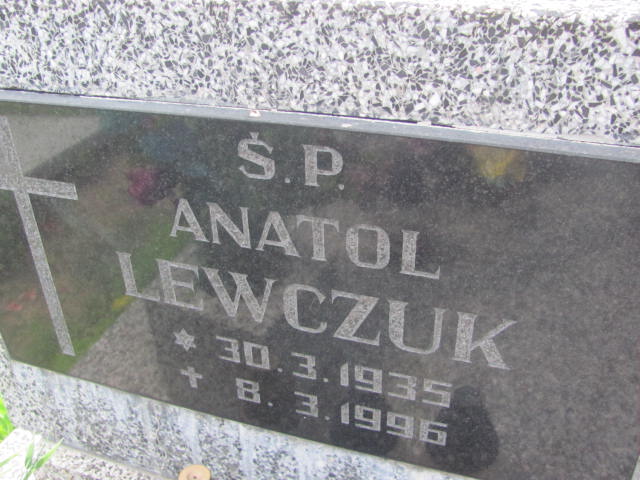 Ś.P.
ANATOL
LEWCZUK
* 30.3.1935
✝ 8.3.1996